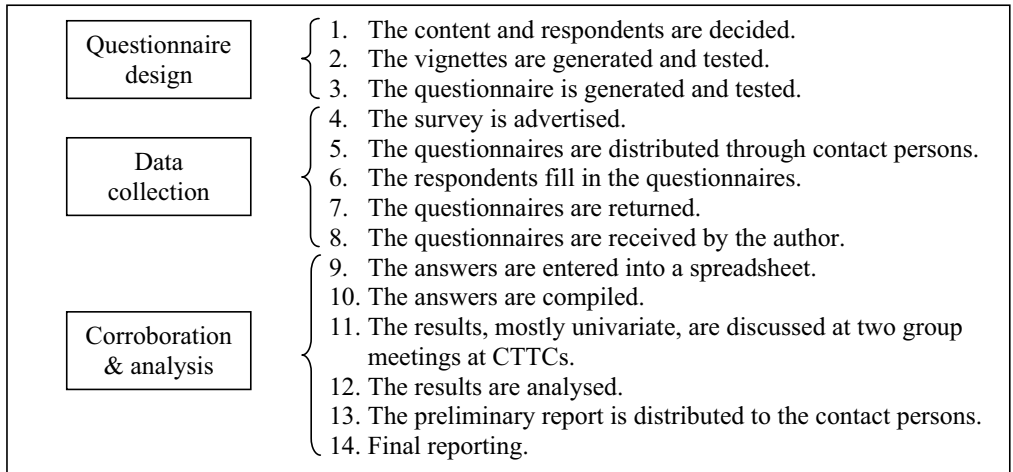 Questionnaire
design
1. The content and respondents are decided.
2. The vignettes are generated and tested.
3. The questionnaire is generated and tested.
Data
collection
4. The survey is advertised.
5. The questionnaires are distributed through contact persons.
6. The respondents fill in the questionnaires.
7. The questionnaires are returned.
8. The questionnaires are received by the author.
Corroboration
& analysis
9. The answers are entered into a spreadsheet.
10. The answers are compiled.
11. The results, mostly univariate, are discussed at two group
meetings at CTTCs.
12. The results are analysed.
13. The preliminary report is distributed to the contact persons.
14. Final reporting.